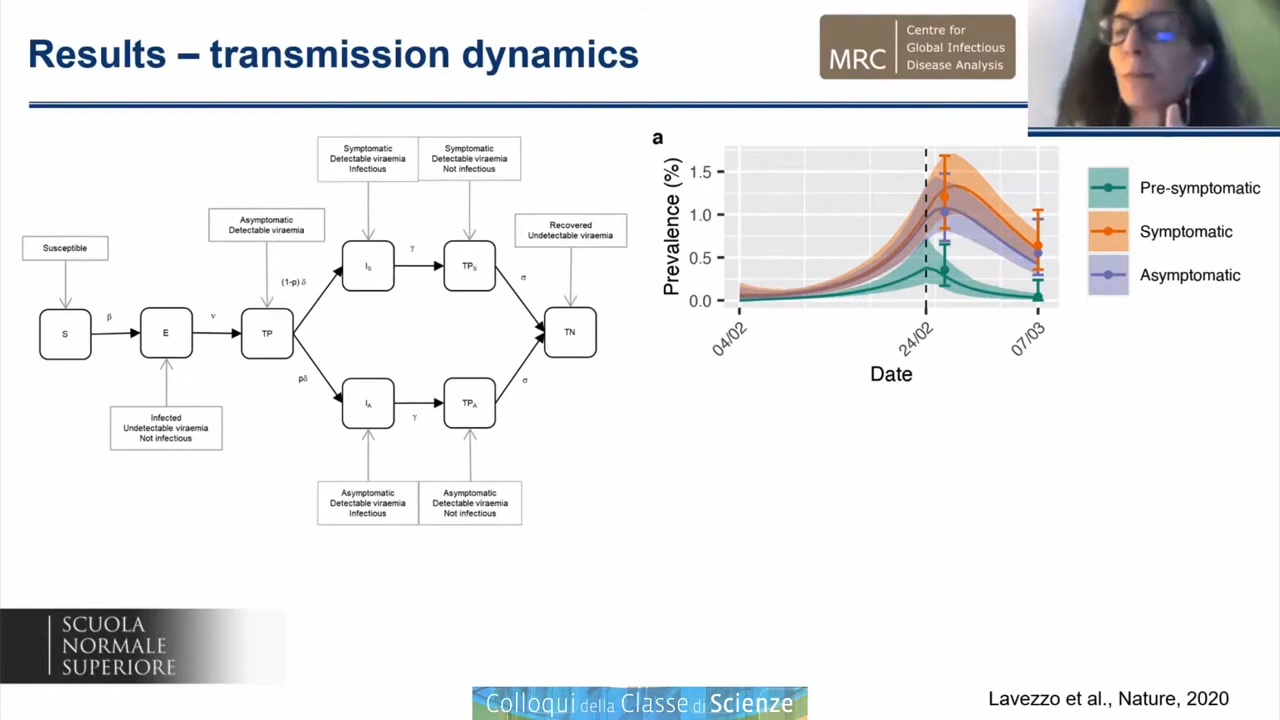 Results – transmission dynamics
MRC
Centre for
Global Infectious
Disease Analysis
Symptomatic
Detectable viraemia
Infectious
Symptomatic
Detectable viraemia
Not infectious
Asymptomatic
Detectable viraemia
Recovered
Undetectable viraemia
Susceptible
S
β
E
ν
TP
(1-p) δ
pδ
I_S
γ
TP_S
σ
TN
I_A
γ
TP_A
σ
Infected
Undetectable viraemia
Not infectious
Asymptomatic
Detectable viraemia
Infectious
Asymptomatic
Detectable viraemia
Not infectious
a
Prevalence (%)
1.5
1.0
0.5
0.0
04/02
24/02
07/03
Date
Pre-symptomatic
Symptomatic
Asymptomatic
SCUOLA
NORMALE
SUPERIORE
Colloqui della Classe di Scienze
Lavezzo et al., Nature, 2020